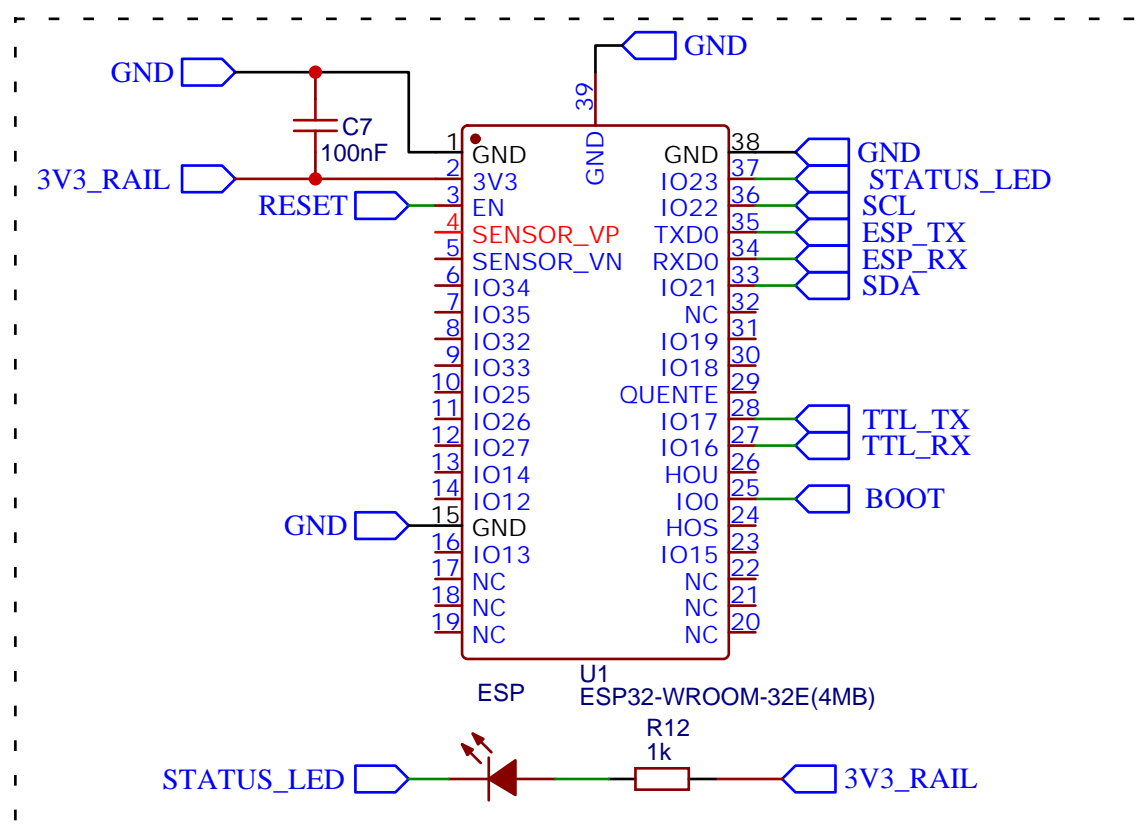 GND
GND
39
C7
100nF
3V3_RAIL
RESET
GND
1 GND
2 3V3
3 EN
4 SENSOR_VP
5 SENSOR_VN
6 IO34
7 IO35
8 IO32
9 IO33
10 IO25
11 IO26
12 IO27
13 IO14
14 IO12
GND
15 GND
16 IO13
17 NC
18 NC
19 NC
GND 38 GND
IO23 37 STATUS_LED
IO22 36 SCL
TXD0 35 ESP_TX
RXD0 34 ESP_RX
IO21 33 SDA
NC 32
IO19 31
IO18 30
QUENTE 29
IO17 28 TTL_TX
IO16 27 TTL_RX
HOU 26
IO0 25 BOOT
HOS 24
IO15 23
NC 22
NC 21
NC 20
U1
ESP
ESP32-WROOM-32E(4MB)
R12
1k
STATUS_LED
3V3_RAIL